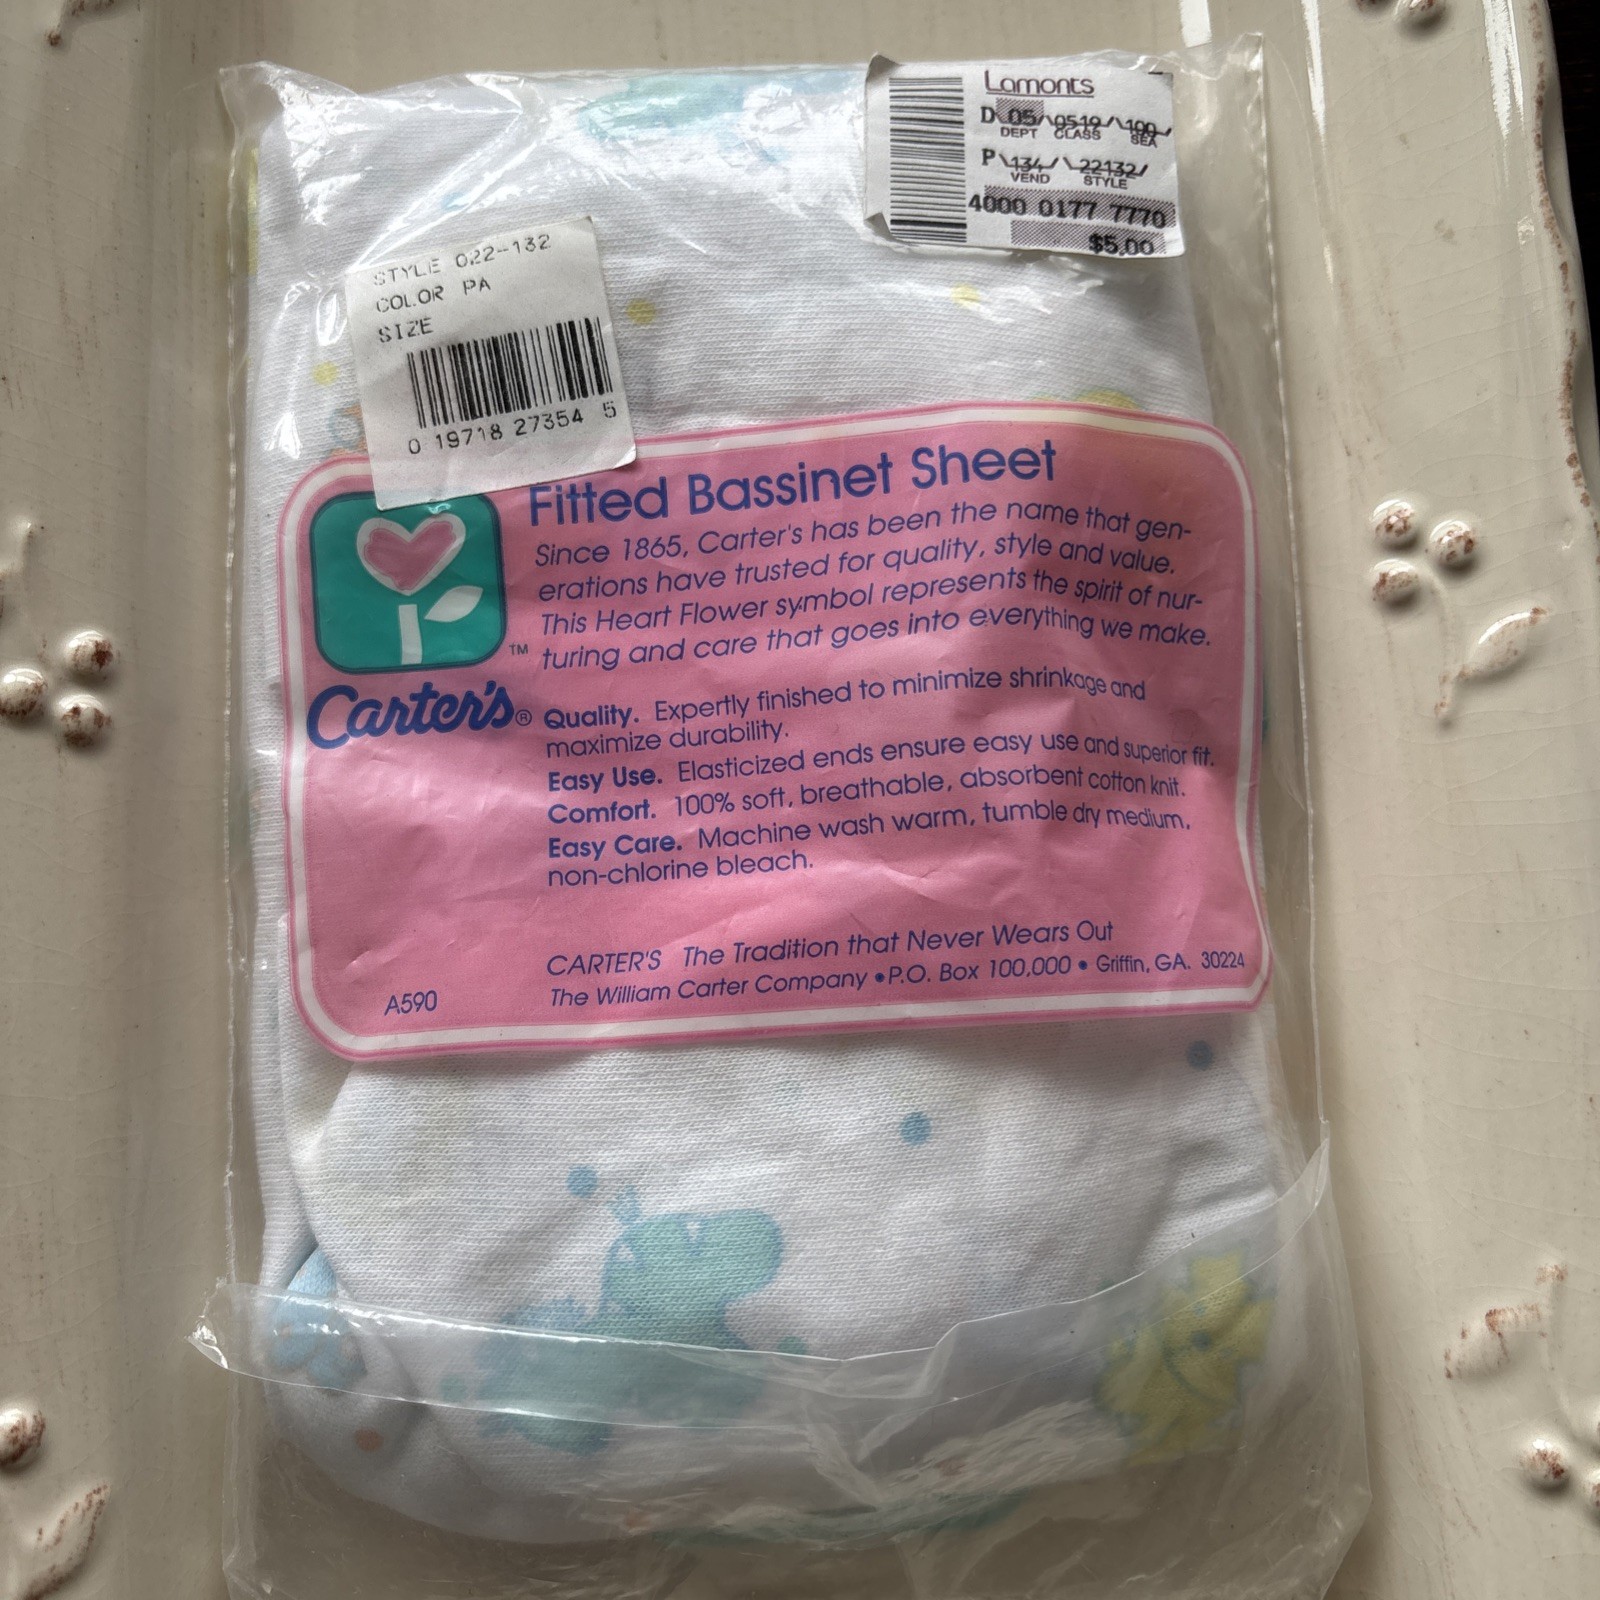 Lamonts
D\05/\0519/\100/
DEPT CLASS SEA
P\134/\22132/
VEND STYLE
4000 0177 7770
$5.00
STYLE 022-132
COLOR PA
SIZE
0 19718 27354 5
Fitted Bassinet Sheet
Since 1865, Carter's has been the name that gen-
erations have trusted for quality, style and value.
This Heart Flower symbol represents the spirit of nur-
turing and care that goes into everything we make.
TM
Carter's®
Quality. Expertly finished to minimize shrinkage and
maximize durability.
Easy Use. Elasticized ends ensure easy use and superior fit.
Comfort. 100% soft, breathable, absorbent cotton knit.
Easy Care. Machine wash warm, tumble dry medium,
non-chlorine bleach.
CARTER'S The Tradition that Never Wears Out
The William Carter Company • P.O. Box 100,000 • Griffin, GA. 30224
A590